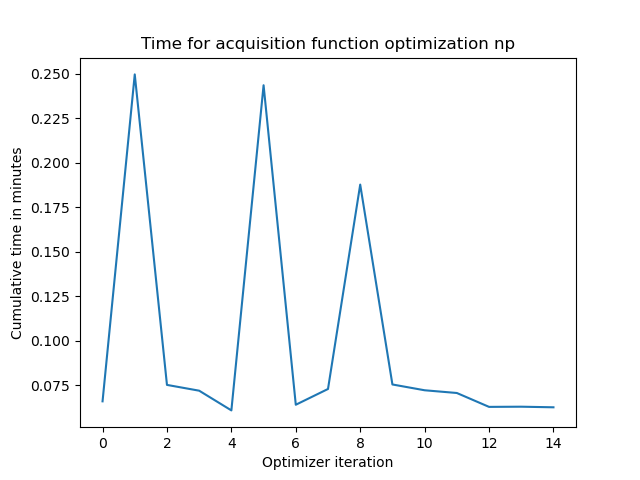 Time for acquisition function optimization np
Cumulative time in minutes
0.250
0.225
0.200
0.175
0.150
0.125
0.100
0.075
0 2 4 6 8 10 12 14
Optimizer iteration